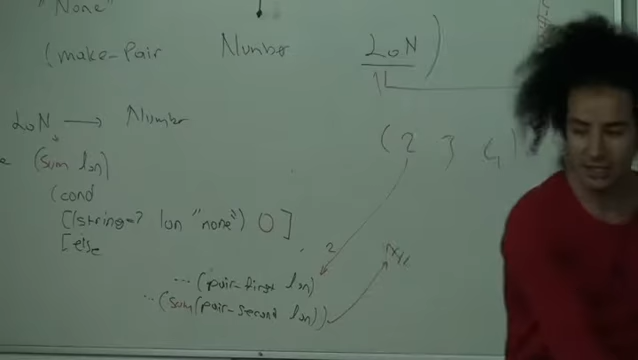 "None"
(make-Pair Number LoN)
LoN → Number
(sum lon)
(cond
[(string=? lon "none") 0]
[else
(2 3 4)
2
... (pair-first lon)
... (sum (pair-second lon))